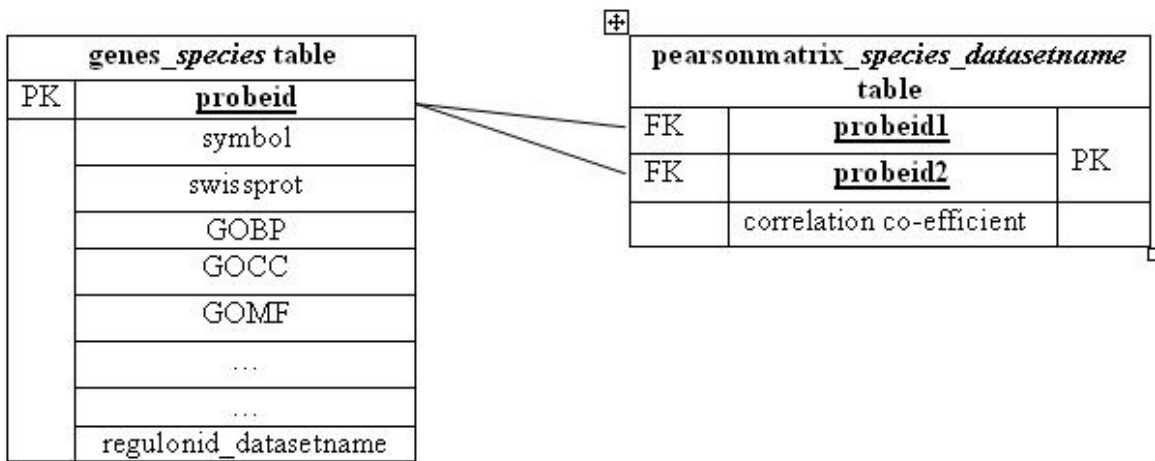 genes_species table
PK probeid
symbol
swissprot
GOBP
GOCC
GOMF
...
...
regulonid_datasetname
pearsonmatrix_species_datasetname
table
FK probeid1
FK probeid2
PK
correlation co-efficient